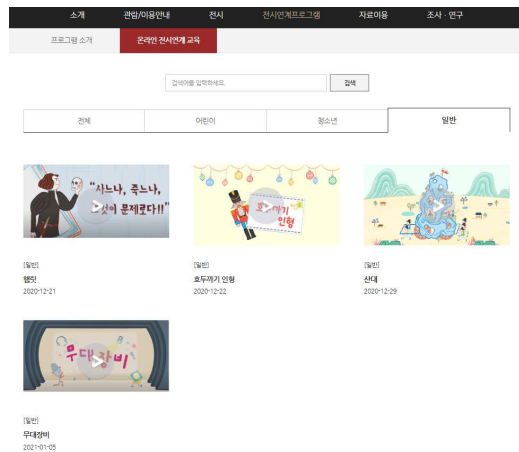 소개 관람/이용안내 전시 전시연계프로그램 자료이용 조사 · 연구
프로그램 소개 온라인 전시연계 교육
검색어를 입력하세요. 검색
전체 어린이 청소년 일반
"사느냐, 죽느냐,
것이 문제로다!!"
호두까기
인형
[일반] [일반] [일반]
햄릿 호두까기 인형 산대
2020-12-21 2020-12-22 2020-12-29
무대장비
[일반]
무대장비
2021-01-05